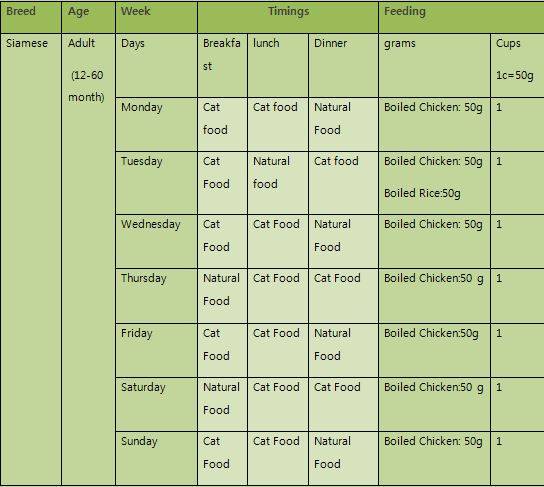 Breed Age Week Timings Feeding
Siamese Adult Days Breakfa lunch Dinner grams Cups
(12-60 st 1c=50g
month)
Monday Cat Cat food Natural Boiled Chicken: 50g 1
food Food
Tuesday Cat Natural Cat food Boiled Chicken: 50g 1
Food food Boiled Rice:50g
Wednesday Cat Cat Food Natural Boiled Chicken: 50g 1
Food Food
Thursday Natural Cat Food Cat Food Boiled Chicken:50 g 1
Food
Friday Cat Cat Food Natural Boiled Chicken:50g 1
Food Food
Saturday Natural Cat Food Cat Food Boiled Chicken:50 g 1
Food
Sunday Cat Cat Food Natural Boiled Chicken: 50g 1
Food Food